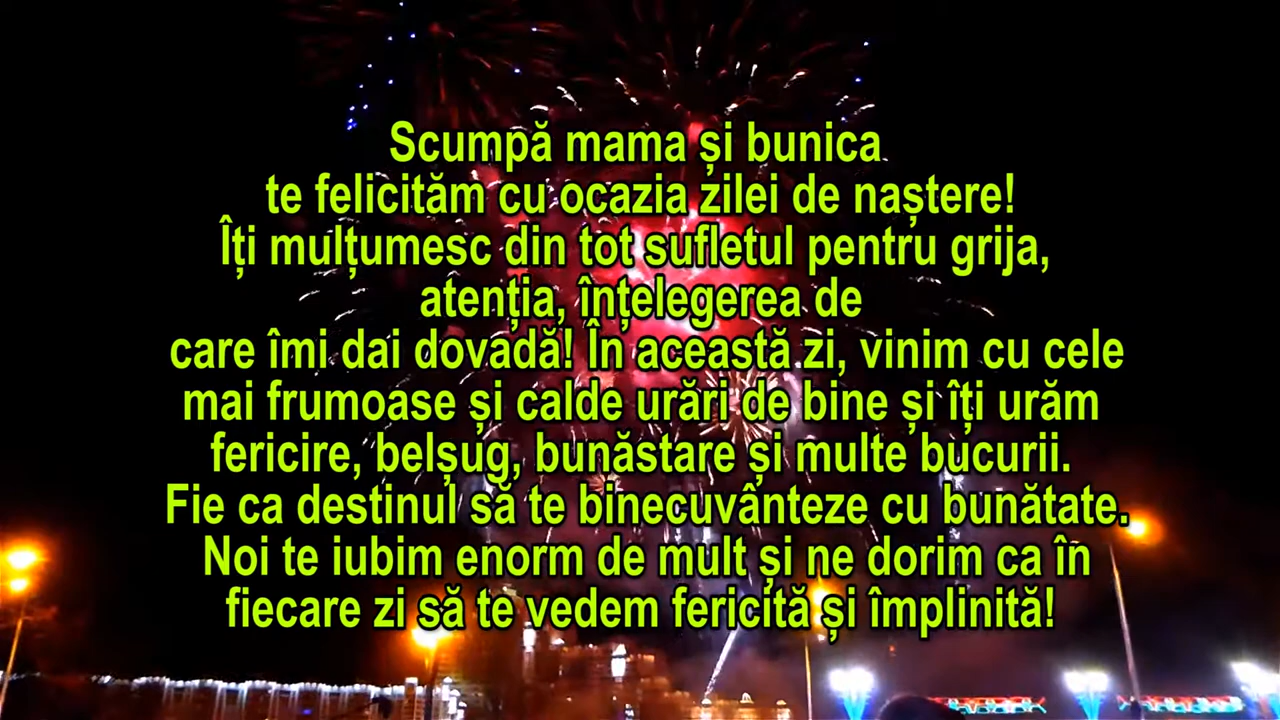 Scumpă mama și bunica
te felicităm cu ocazia zilei de naștere!
Îți mulțumesc din tot sufletul pentru grija,
atenția, înțelegerea de
care îmi dai dovadă! În această zi, vinim cu cele
mai frumoase și calde urări de bine și îți urăm
fericire, belșug, bunăstare și multe bucurii.
Fie ca destinul să te binecuvânteze cu bunătate.
Noi te iubim enorm de mult și ne dorim ca în
fiecare zi să te vedem fericită și împlinită!